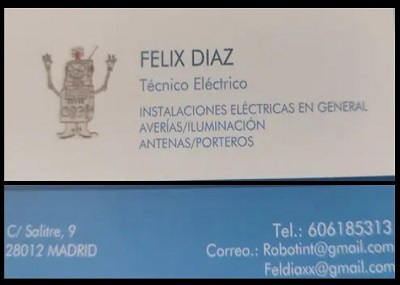 FELIX DIAZ
Técnico Eléctrico
INSTALACIONES ELÉCTRICAS EN GENERAL
AVERÍAS/ILUMINACIÓN
ANTENAS/PORTEROS
C/ Salitre, 9
28012 MADRID
Tel.: 606185313
Correo.: Robotint@gmail.com
Feldiaxx@gmail.com